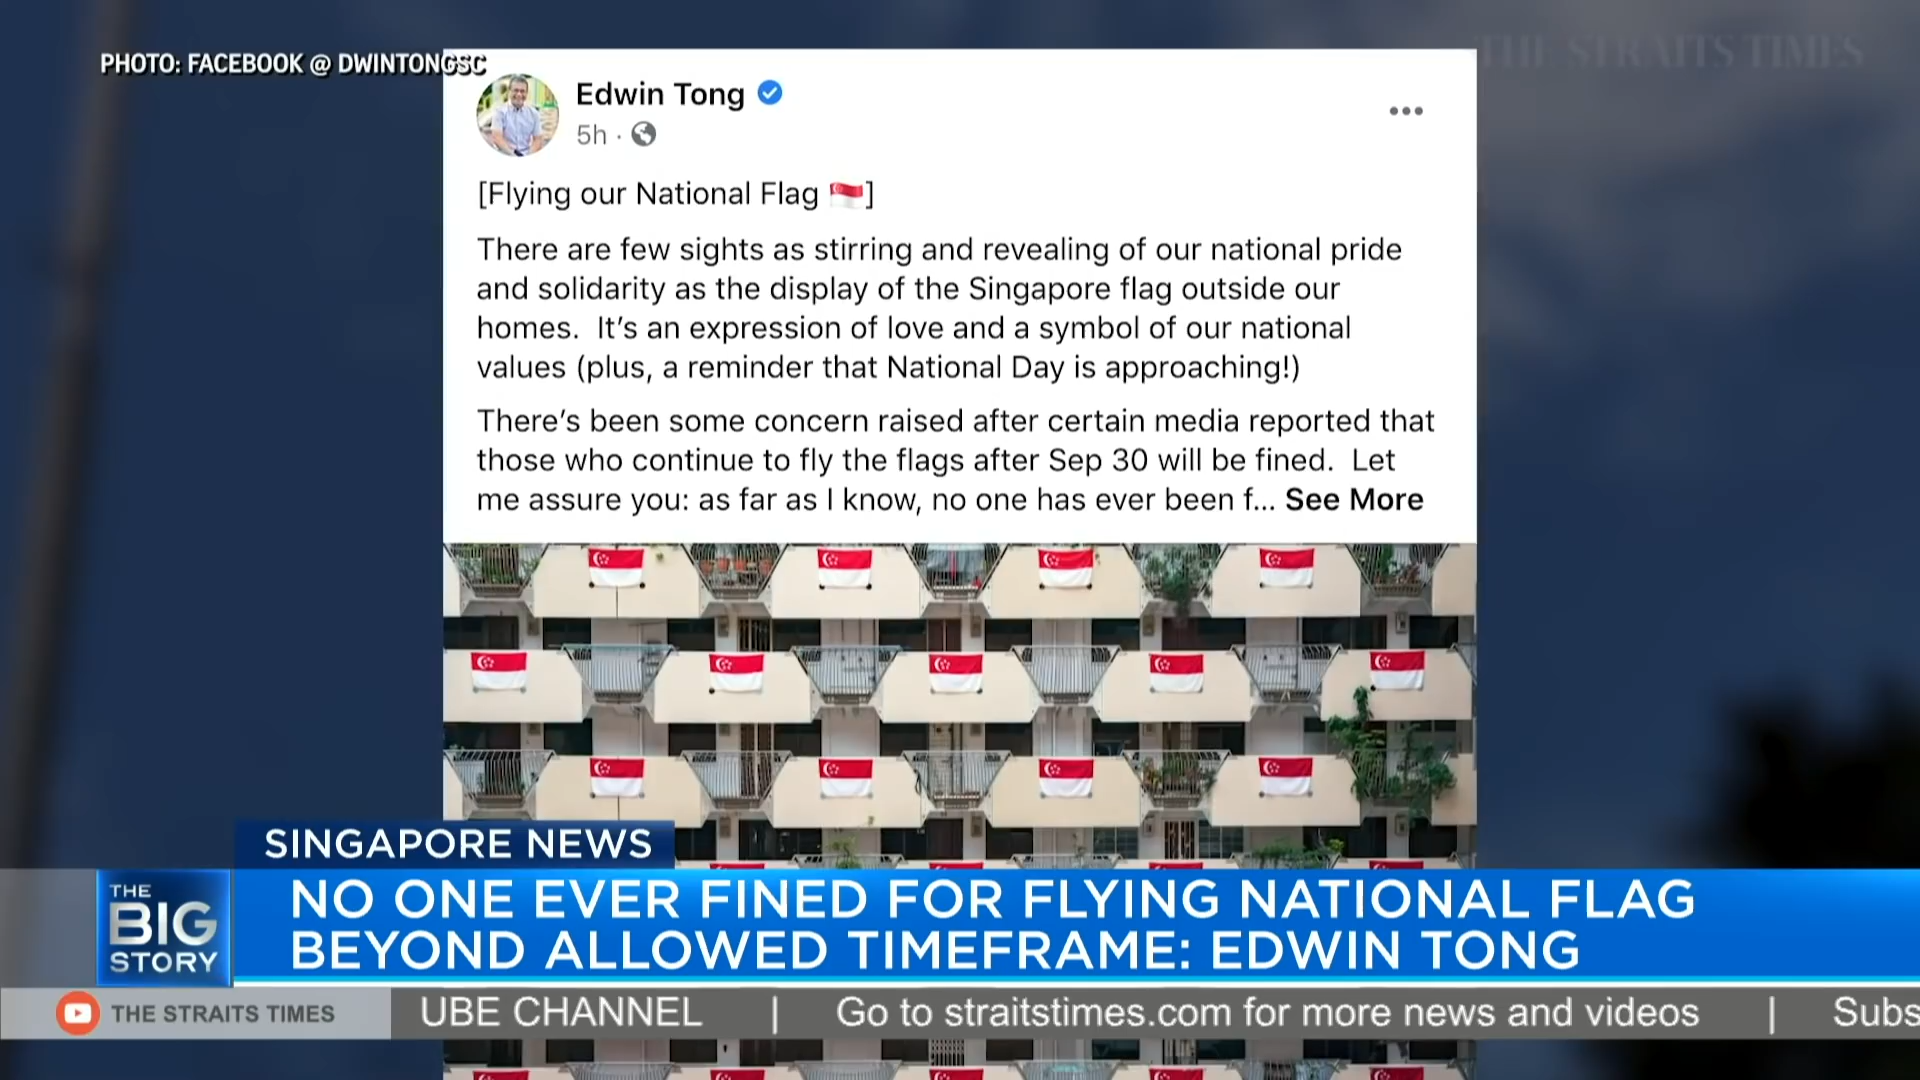 PHOTO: FACEBOOK @ DWINTONGSC
THE STRAITS TIMES
Edwin Tong
5h ·
[Flying our National Flag 🇸🇬]
There are few sights as stirring and revealing of our national pride
and solidarity as the display of the Singapore flag outside our
homes.  It's an expression of love and a symbol of our national
values (plus, a reminder that National Day is approaching!)
There's been some concern raised after certain media reported that
those who continue to fly the flags after Sep 30 will be fined.  Let
me assure you: as far as I know, no one has ever been f... See More
SINGAPORE NEWS
THE
BIG
STORY
NO ONE EVER FINED FOR FLYING NATIONAL FLAG
BEYOND ALLOWED TIMEFRAME: EDWIN TONG
THE STRAITS TIMES
UBE CHANNEL | Go to straitstimes.com for more news and videos | Subs